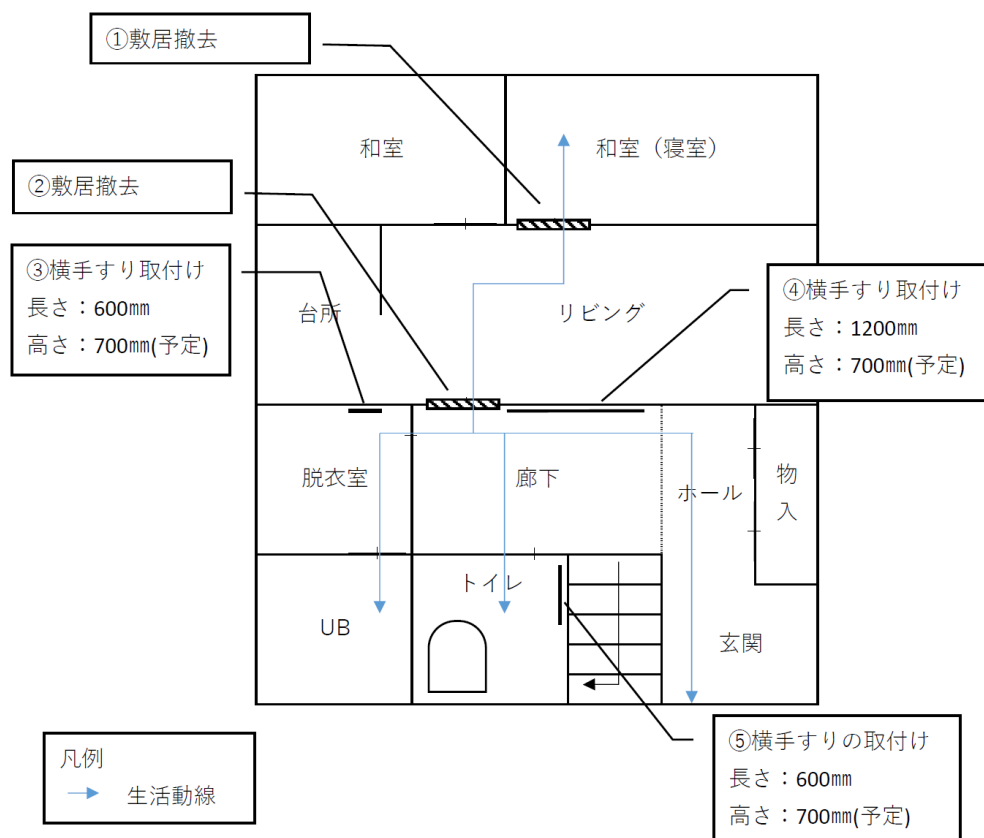 ①敷居撤去
和室
和室（寝室）
②敷居撤去
③横手すり取付け
長さ：600㎜
高さ：700㎜(予定)
台所
リビング
④横手すり取付け
長さ：1200㎜
高さ：700㎜(予定)
脱衣室
廊下
ホール
物
入
トイレ
UB
玄関
⑤横手すりの取付け
長さ：600㎜
高さ：700㎜(予定)
凡例
生活動線